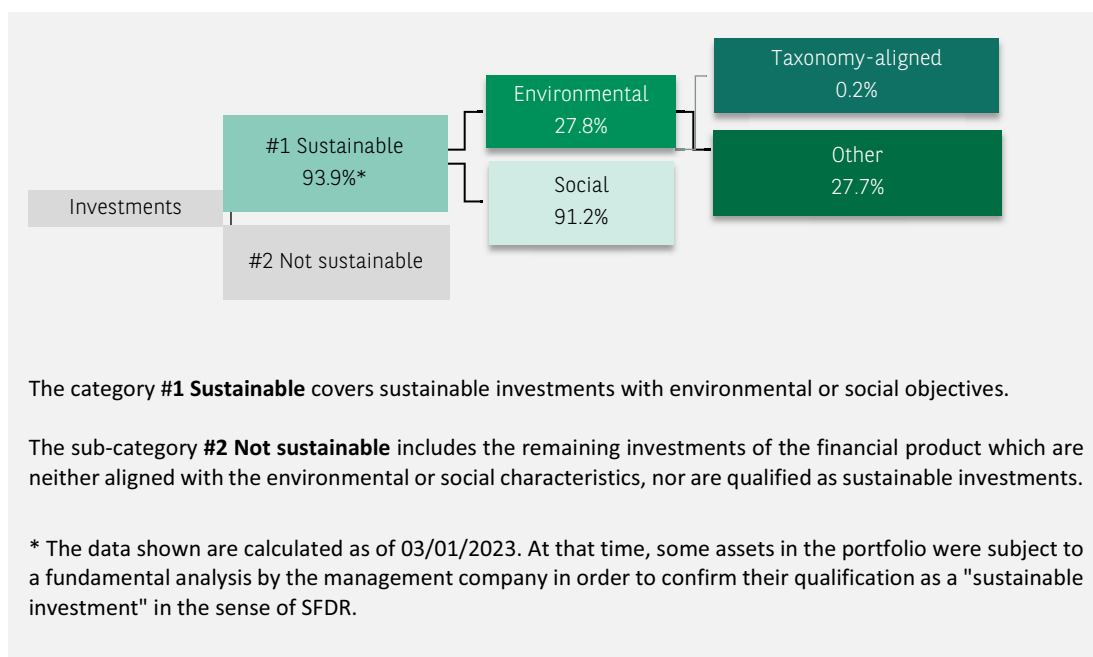 Taxonomy-aligned
0.2%
Environmental
27.8%
#1 Sustainable
93.9%*
Other
27.7%
Social
91.2%
Investments
#2 Not sustainable
The category #1 Sustainable covers sustainable investments with environmental or social objectives.
The sub-category #2 Not sustainable includes the remaining investments of the financial product which are
neither aligned with the environmental or social characteristics, nor are qualified as sustainable investments.
* The data shown are calculated as of 03/01/2023. At that time, some assets in the portfolio were subject to
a fundamental analysis by the management company in order to confirm their qualification as a "sustainable
investment" in the sense of SFDR.